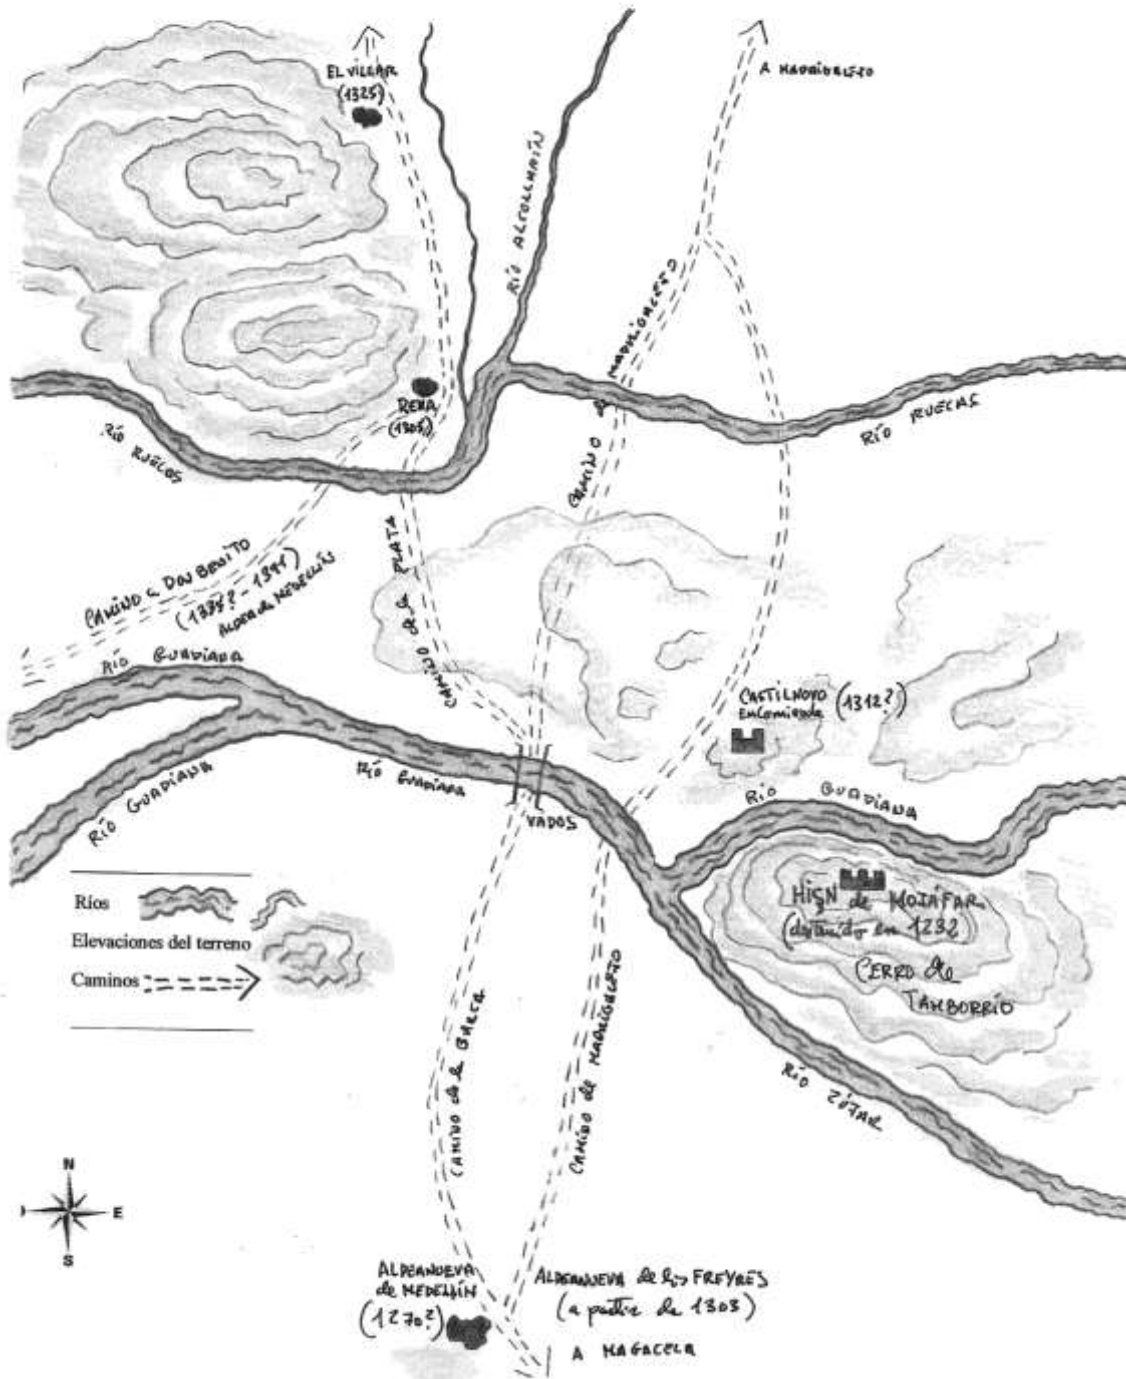 EL VILLAR
(1325)
A MADRIGALEJO
RÍO ALCOLLARÍN
CAMINO de MADRIGALEJO
RENA
(1303)
RÍO RUECAS
RÍO RUECAS
CAMINO de la PLATA
CAMINO a DON BENITO
(1335?-1391)
ALDEA de MEDELLÍN
RÍO GUADIANA
RÍO GUADIANA
RÍO GUADIANA
VADOS
CASTILNOVO (1312?)
Encomienda
RÍO GUADIANA
HIṢN de MOJÁFAR
(destruido en 1232
CERRO de
TAMBORRÍO
RÍO ZÚJAR
Ríos
Elevaciones del terreno
Caminos
CAMINO de la BARCA
CAMINO de MADRIGALEJO
N
E
S
ALDEANUEVA
de MEDELLÍN
(1270?)
ALDEANUEVA de los FREYRES
(a partir de 1303)
A MAGACELA